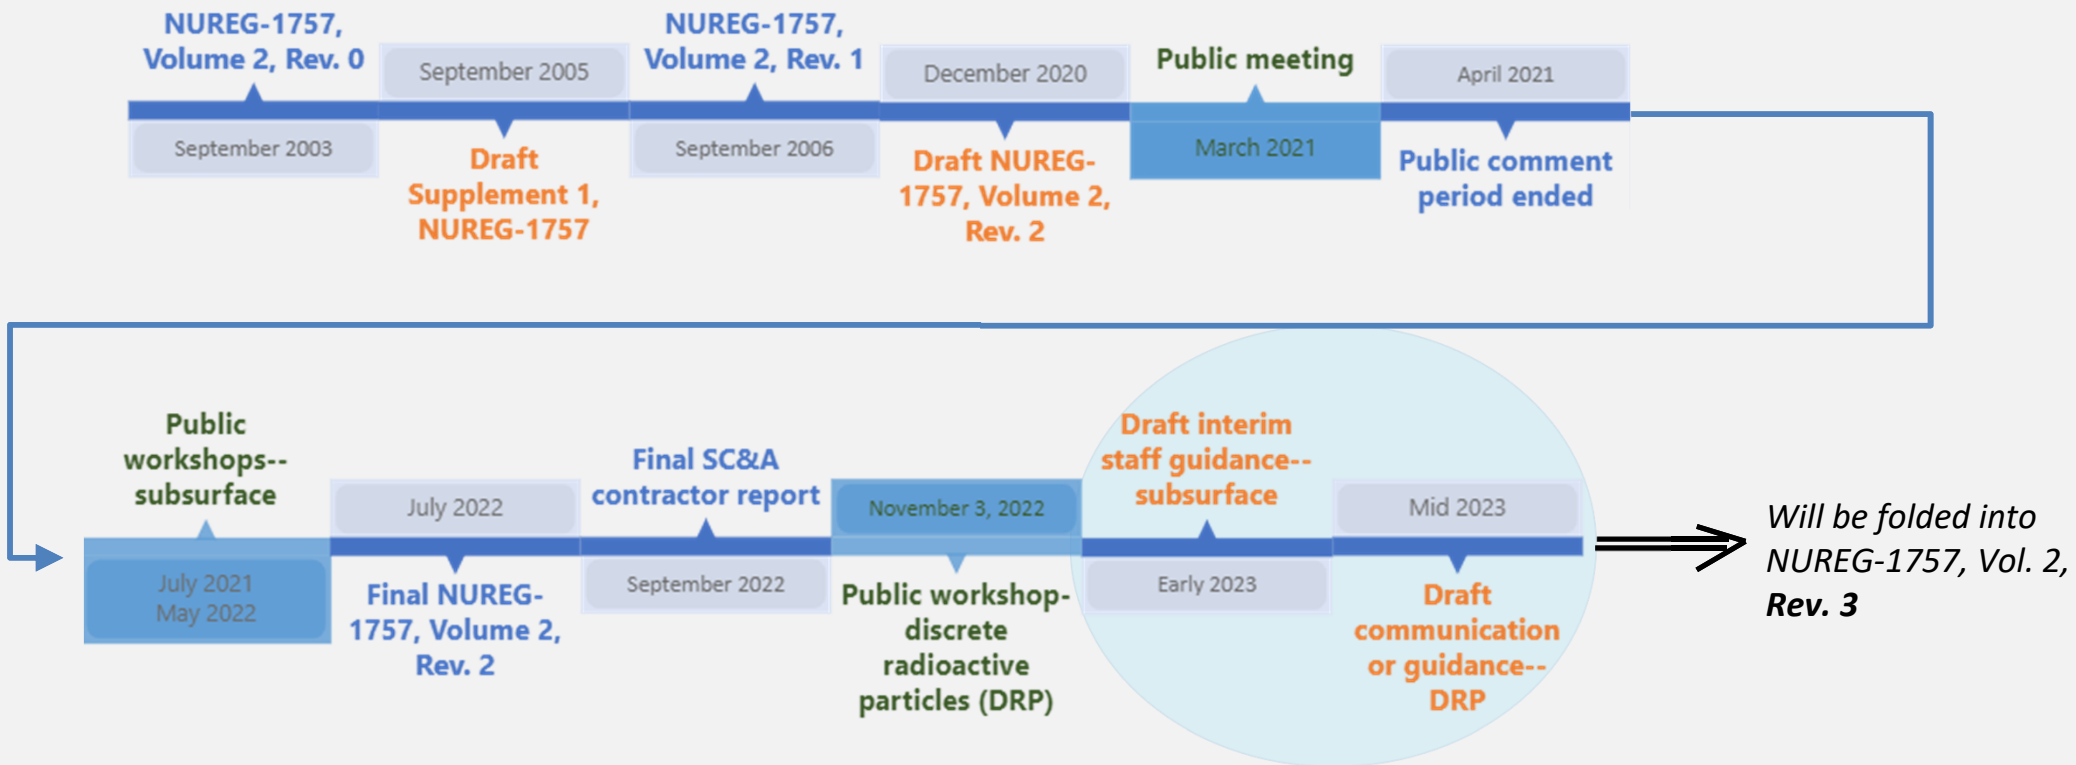 NUREG-1757,
Volume 2, Rev. 0
September 2003
September 2005
Draft
Supplement 1,
NUREG-1757
NUREG-1757,
Volume 2, Rev. 1
September 2006
December 2020
Draft NUREG-
1757, Volume 2,
Rev. 2
Public meeting
March 2021
April 2021
Public comment
period ended
Public
workshops--
subsurface
July 2021
May 2022
July 2022
Final NUREG-
1757, Volume 2,
Rev. 2
Final SC&A
contractor report
September 2022
November 3, 2022
Public workshop-
discrete
radioactive
particles (DRP)
Draft interim
staff guidance--
subsurface
Early 2023
Mid 2023
Draft
communication
or guidance--
DRP
Will be folded into
NUREG-1757, Vol. 2,
Rev. 3